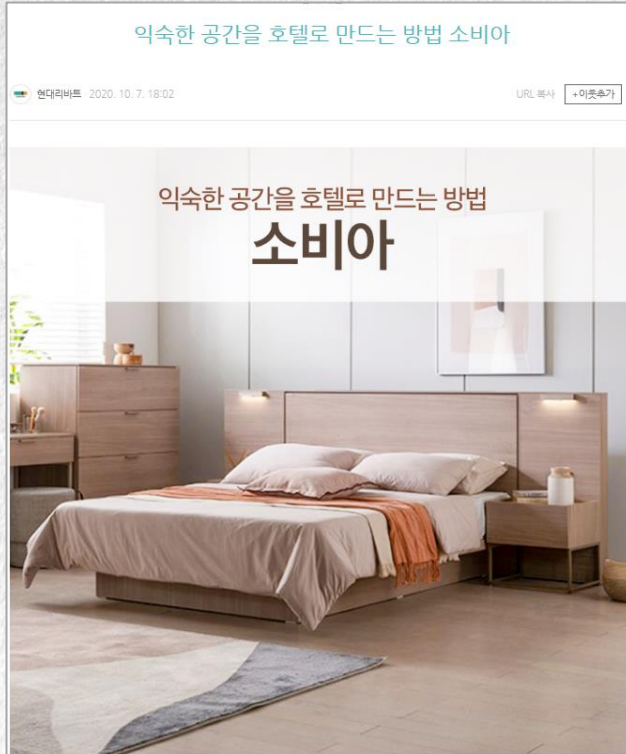 익숙한 공간을 호텔로 만드는 방법 소비아
현대리바트 2020. 10. 7. 18:02
URL 복사 +이웃추가
익숙한 공간을 호텔로 만드는 방법
소비아